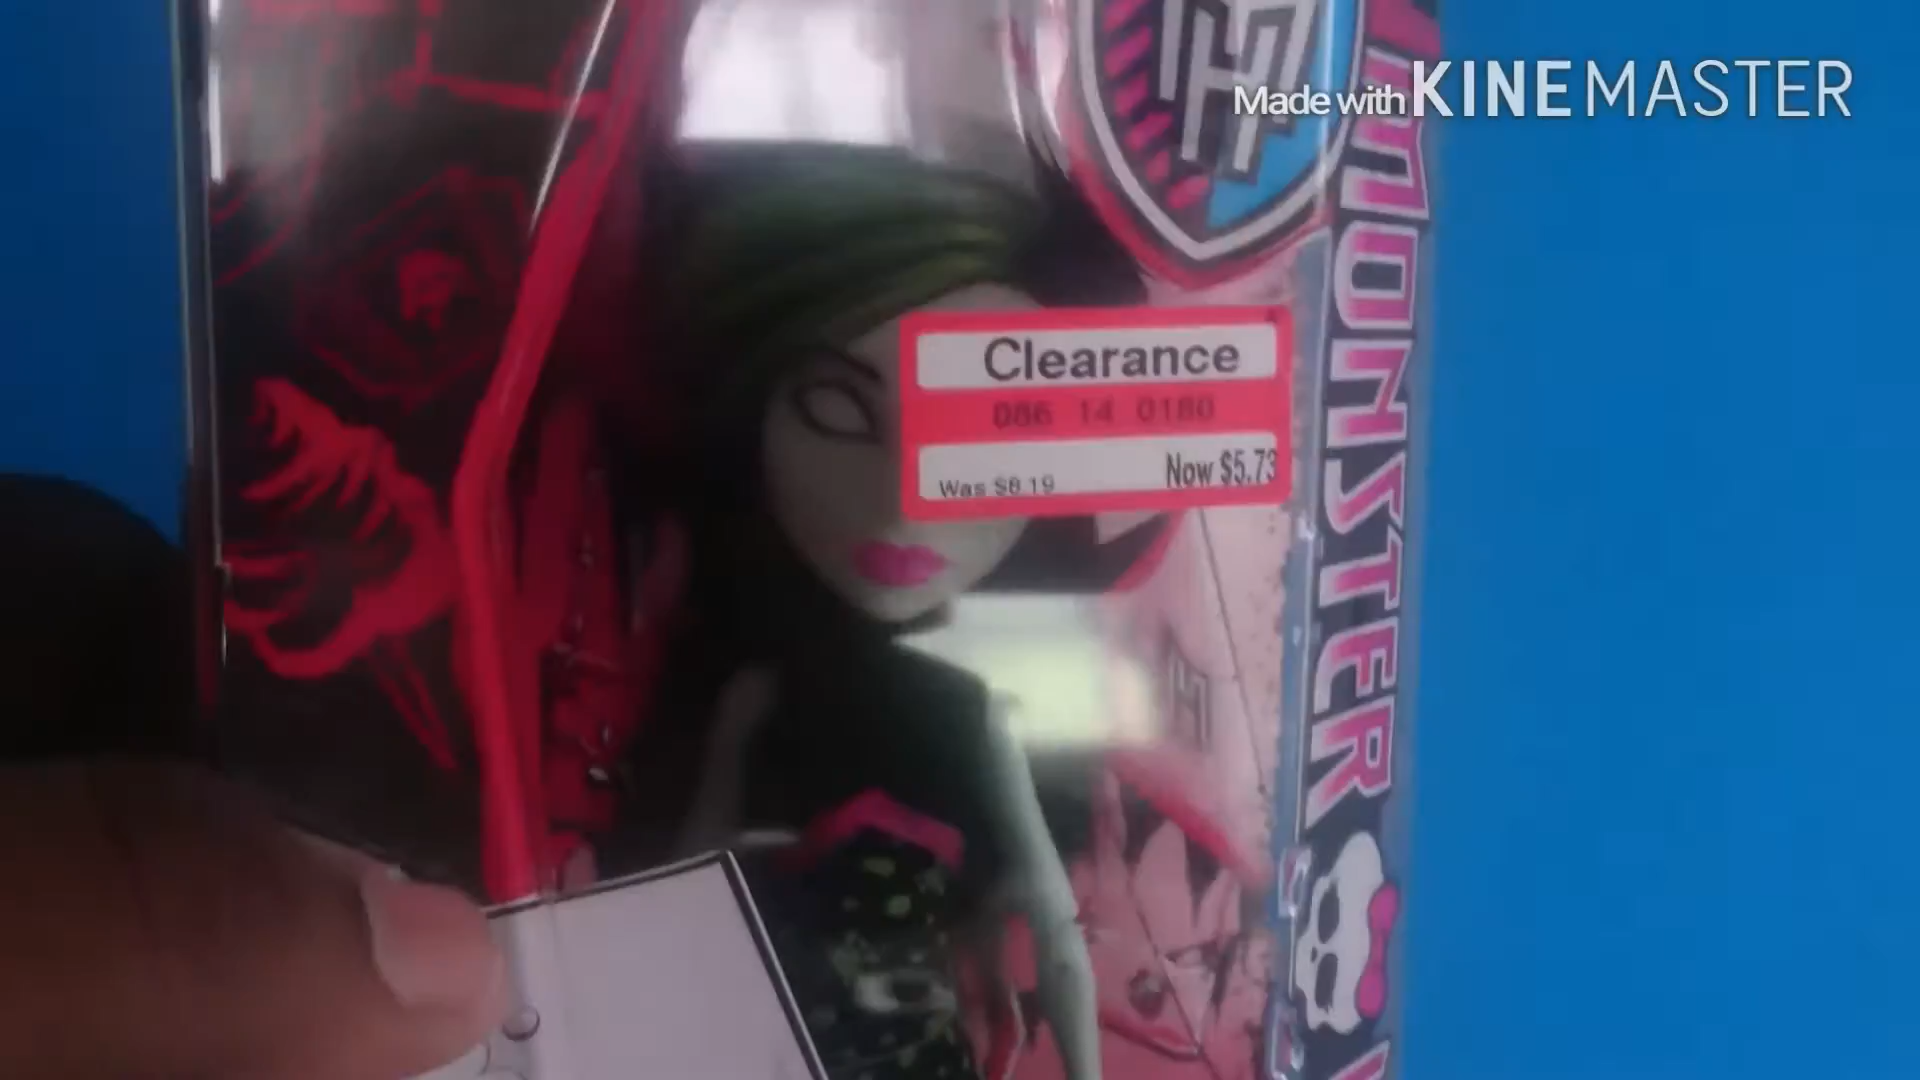 Made with KINEMASTER
Clearance
086 14 0180
Was $8.19
Now $5.73
MONSTER